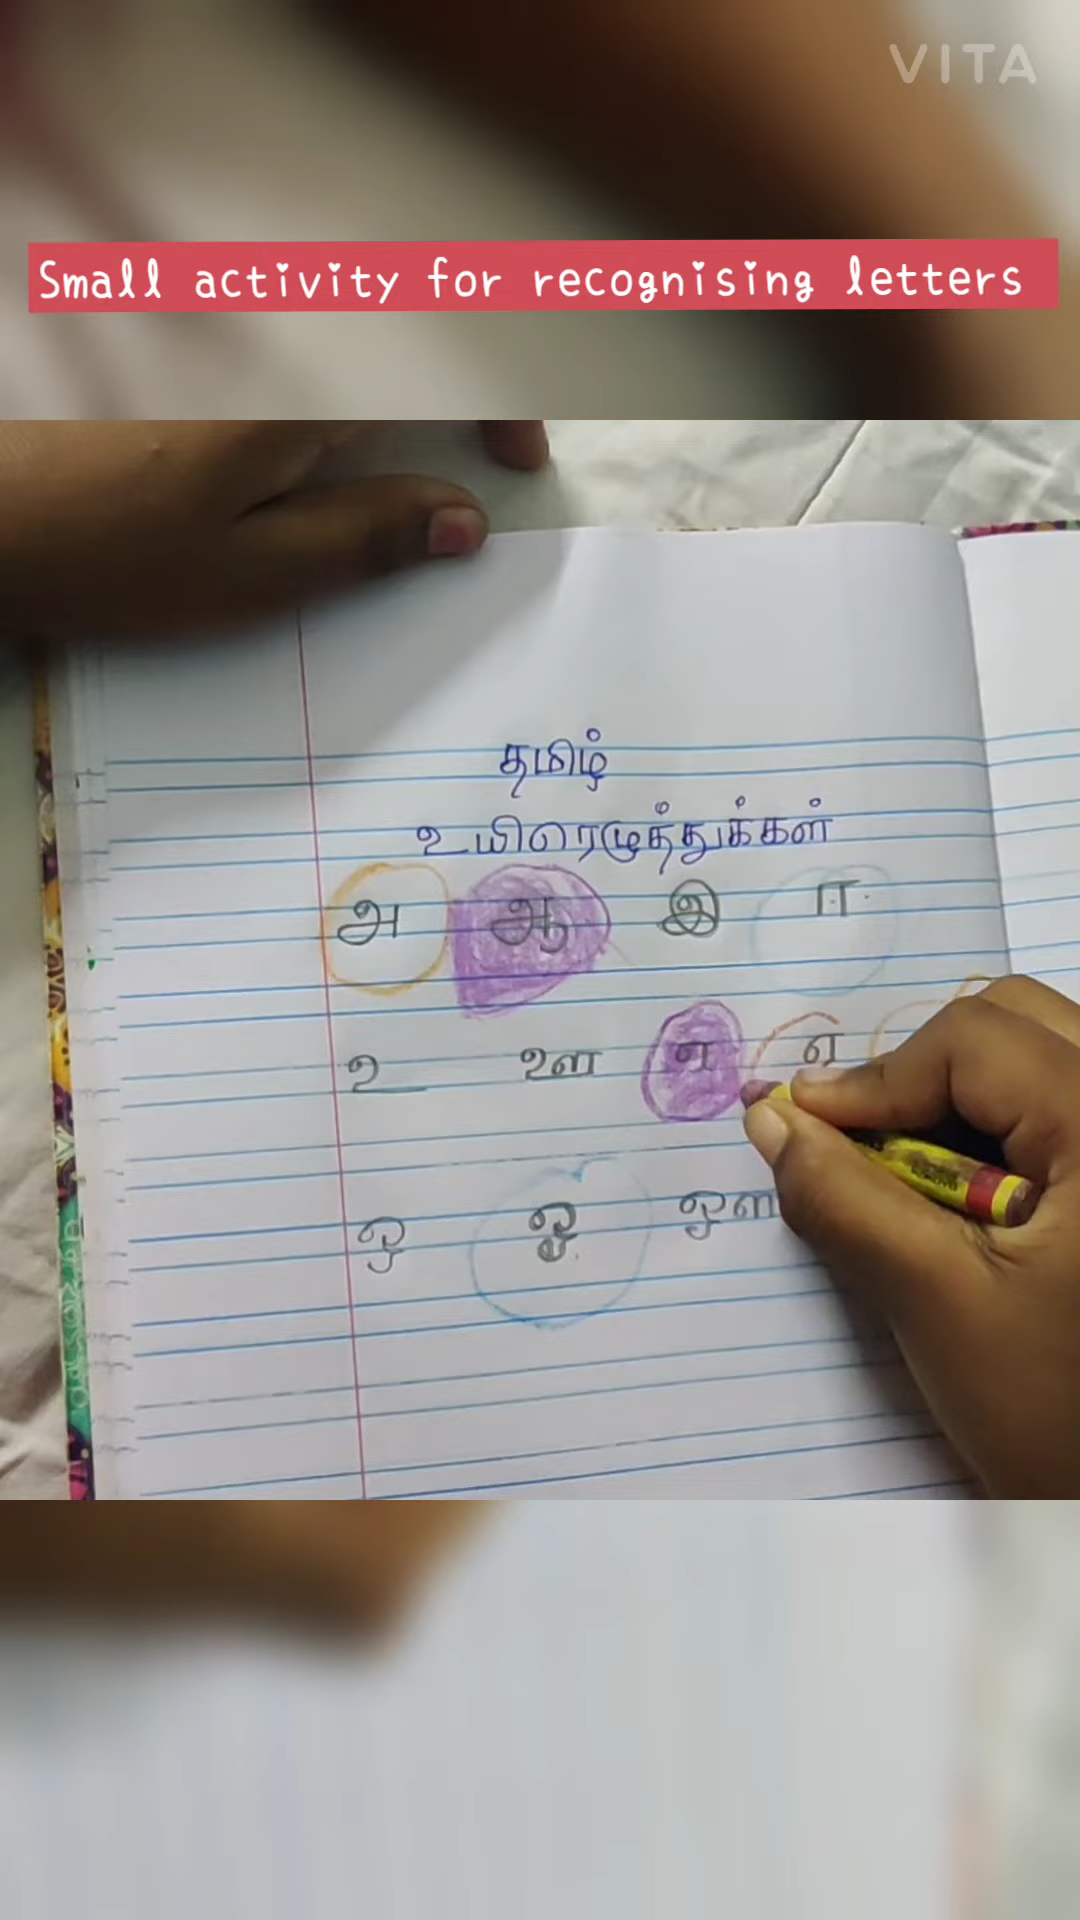 VITA
Small activity for recognising letters
தமிழ்
உயிரெழுத்துக்கள்
அ ஆ இ ஈ
உ ஊ எ ஏ
ஒ ஓ ஔ